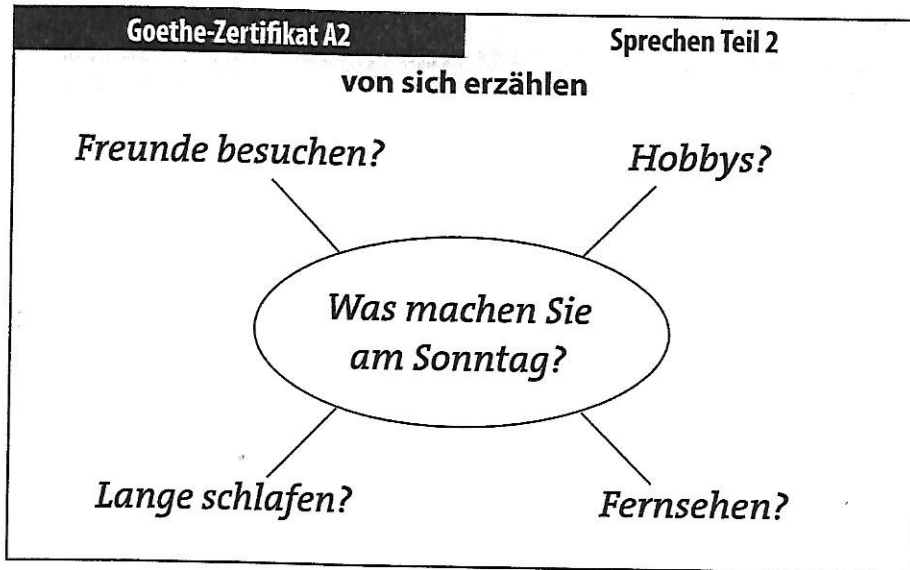 Goethe-Zertifikat A2
Sprechen Teil 2
von sich erzählen
Freunde besuchen?
Hobbys?
Was machen Sie
am Sonntag?
Lange schlafen?
Fernsehen?